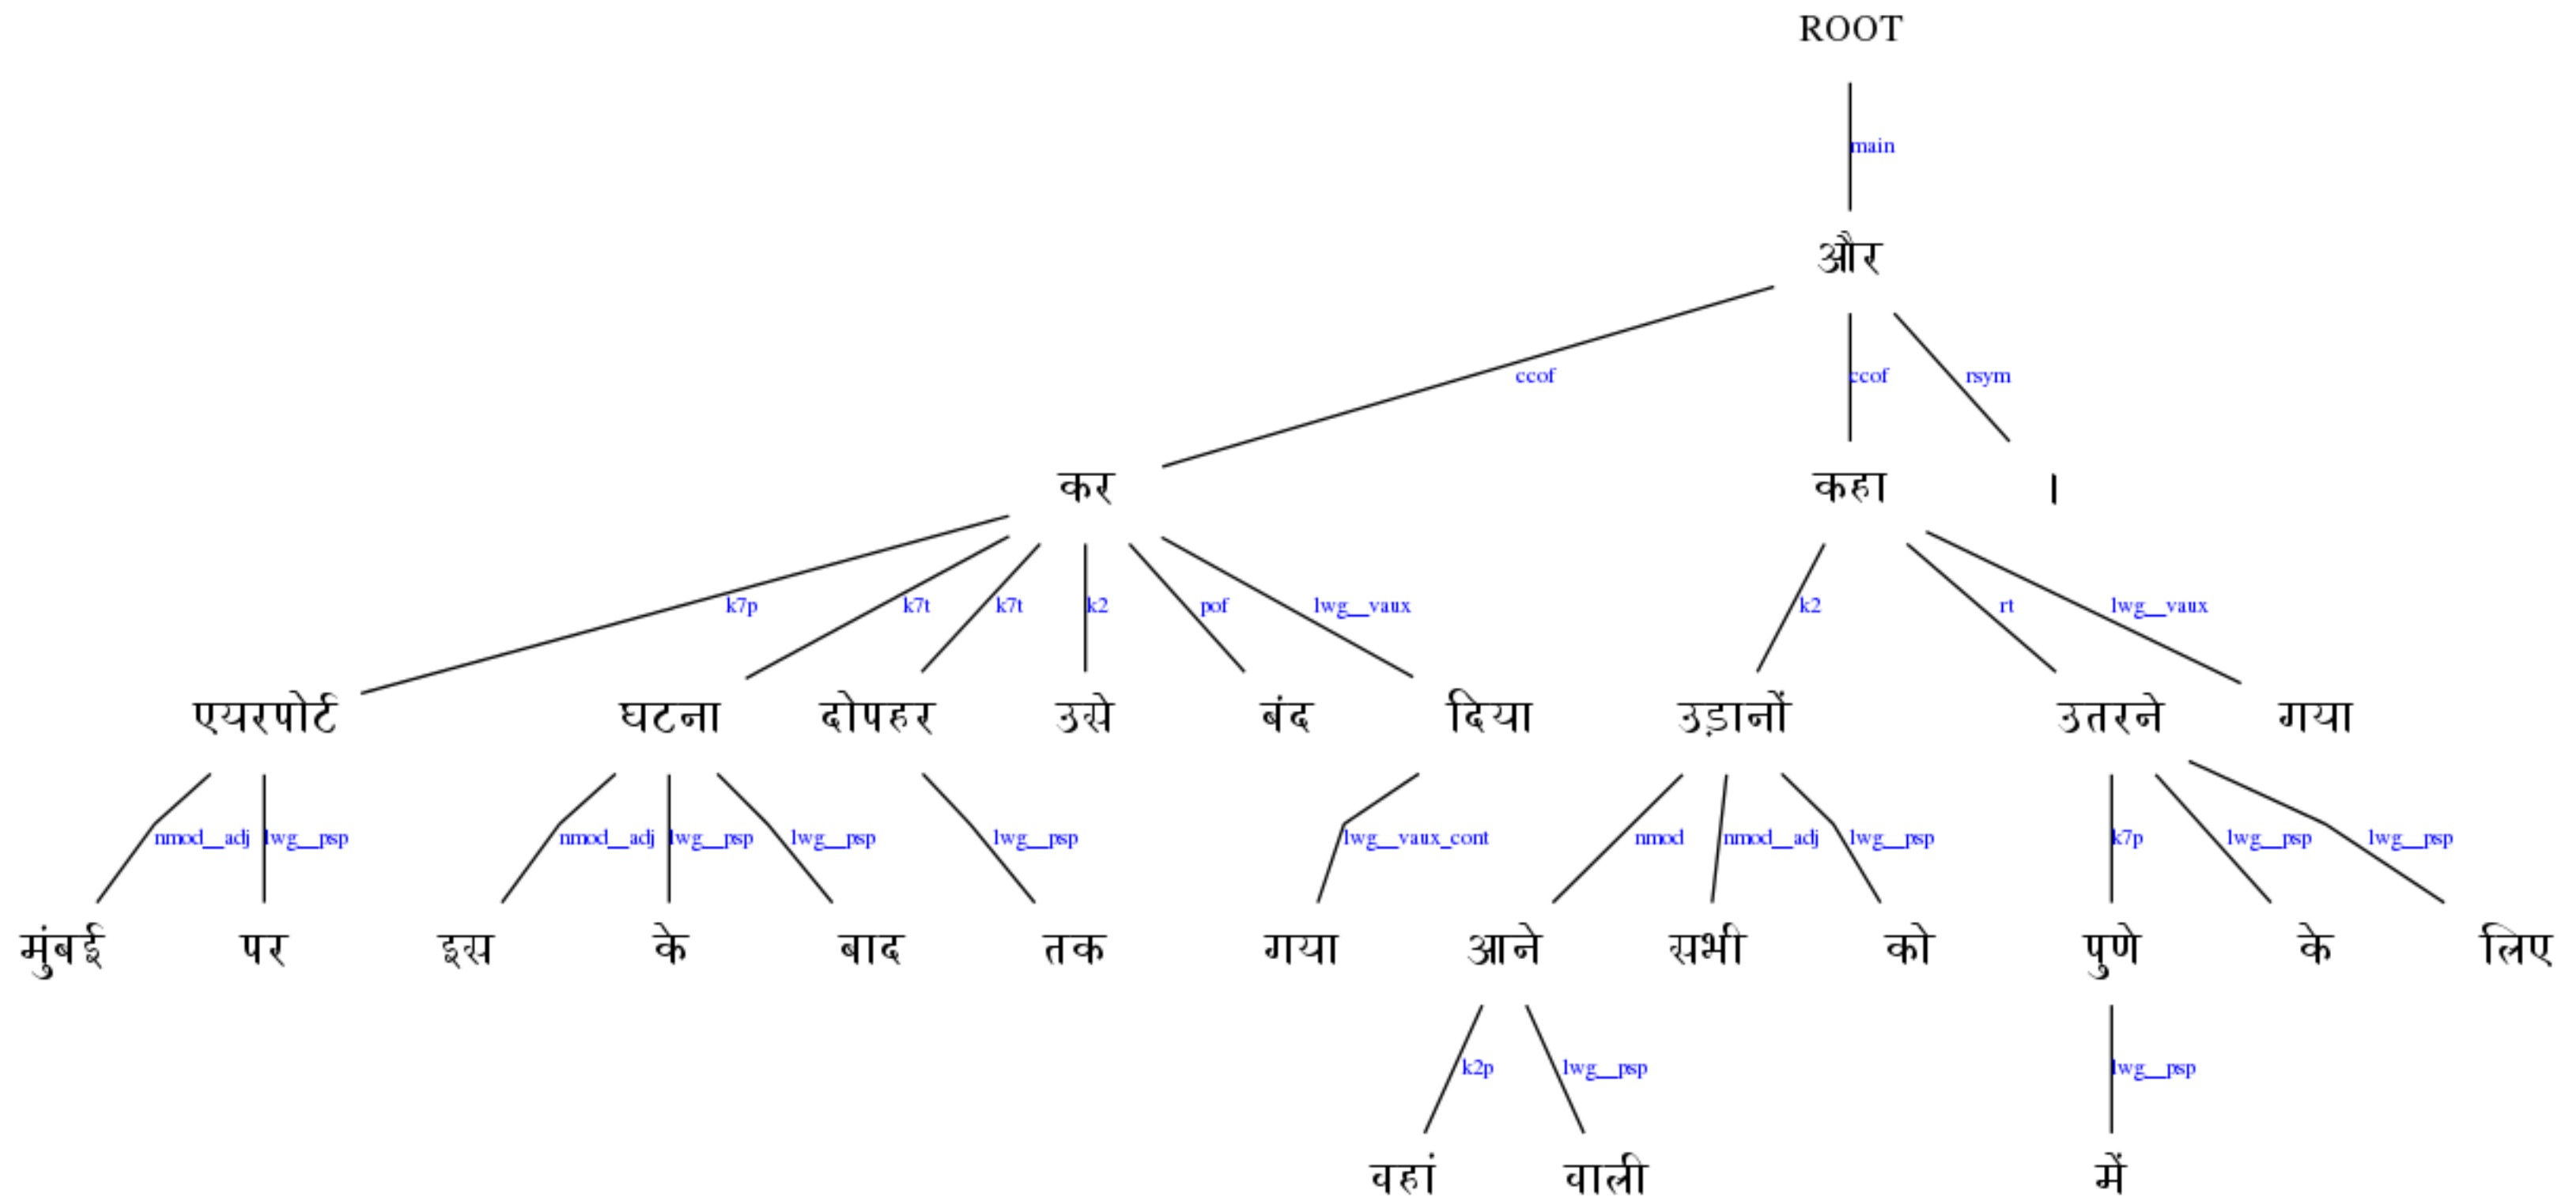 ROOT
main
और
ccof ccof rsym
कर कहा ।
k7p k7t k7t k2 pof lwg__vaux k2 rt lwg__vaux
एयरपोर्ट घटना दोपहर उसे बंद दिया उड़ानों उतरने गया
nmod__adj lwg__psp nmod__adj lwg__psp lwg__psp lwg__psp lwg__vaux_cont nmod nmod__adj lwg__psp k7p lwg__psp lwg__psp
मुंबई पर इस के बाद तक गया आने सभी को पुणे के लिए
k2p lwg__psp lwg__psp
वहां वाली में